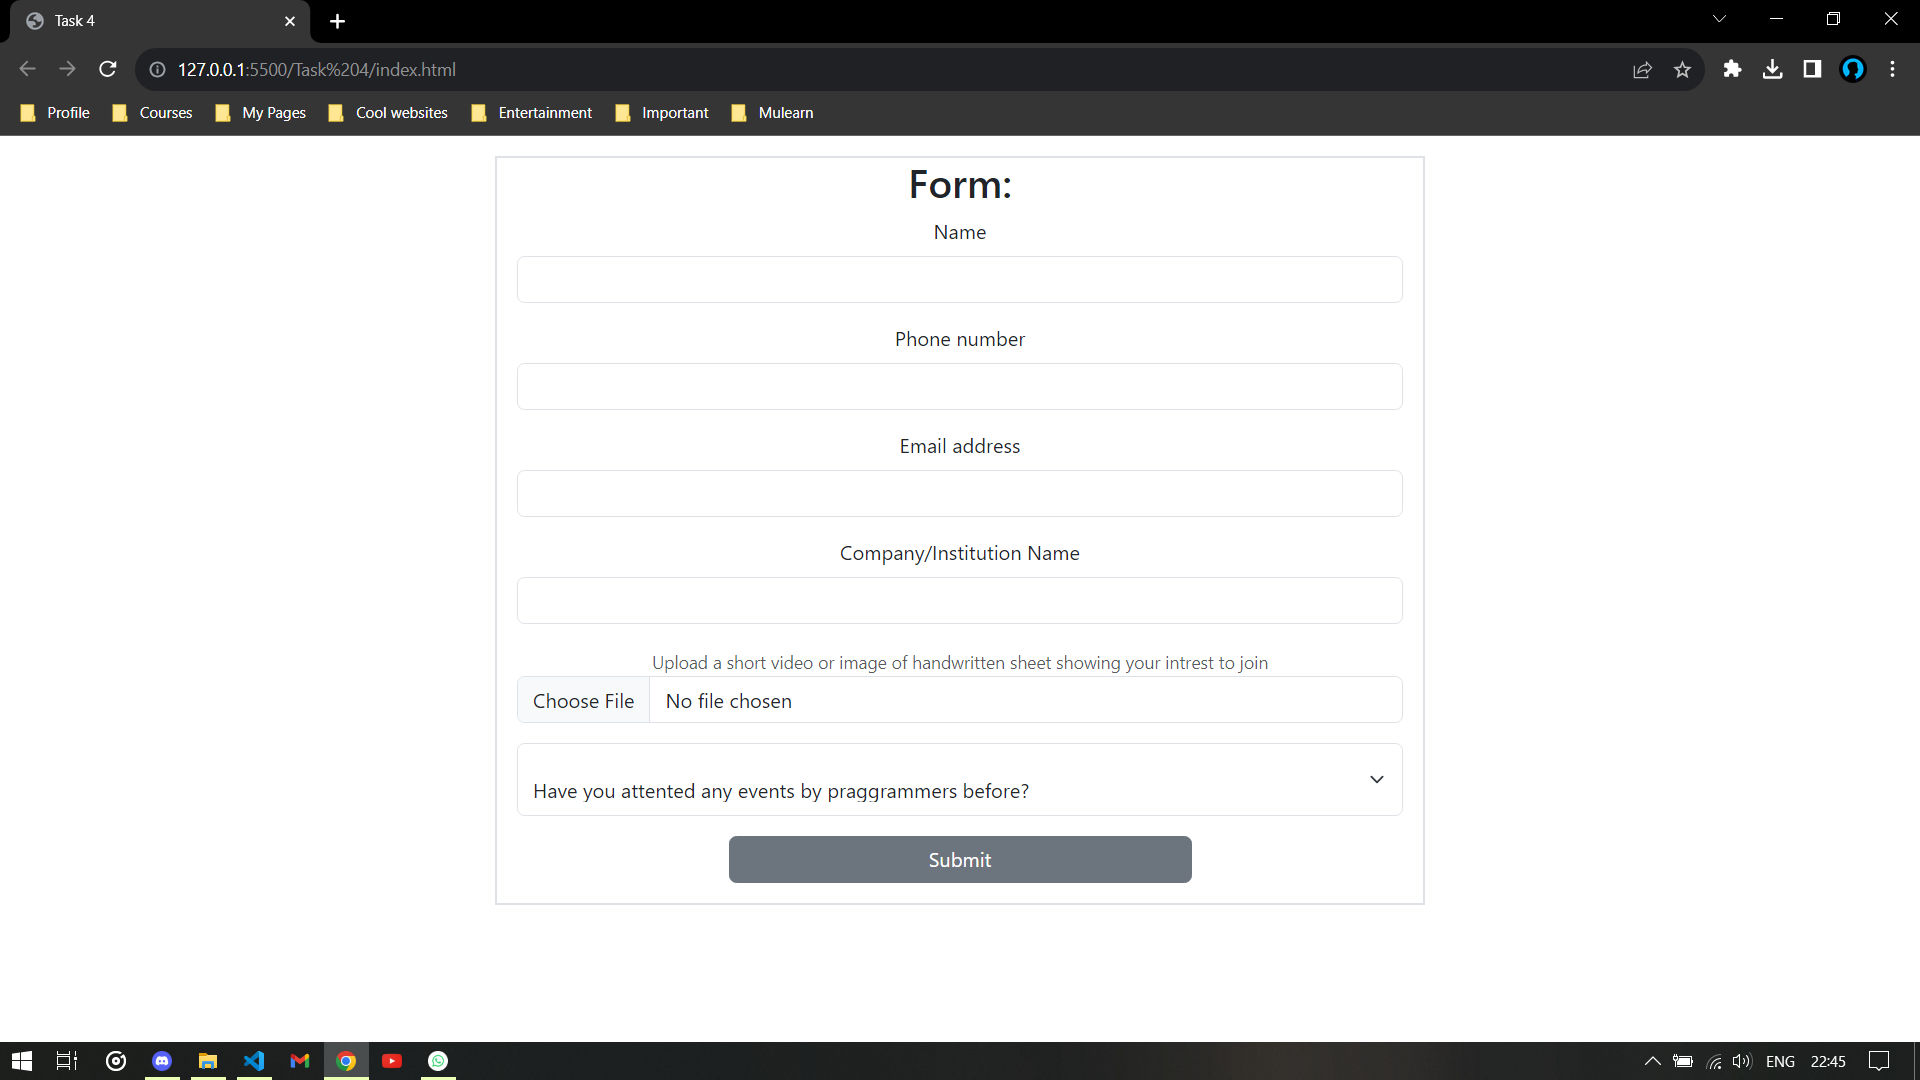 Task 4
127.0.0.1:5500/Task%204/index.html
Profile Courses My Pages Cool websites Entertainment Important Mulearn
Form:
Name
Phone number
Email address
Company/Institution Name
Upload a short video or image of handwritten sheet showing your intrest to join
Choose File No file chosen
Have you attented any events by praggrammers before?
Submit
ENG 22:45